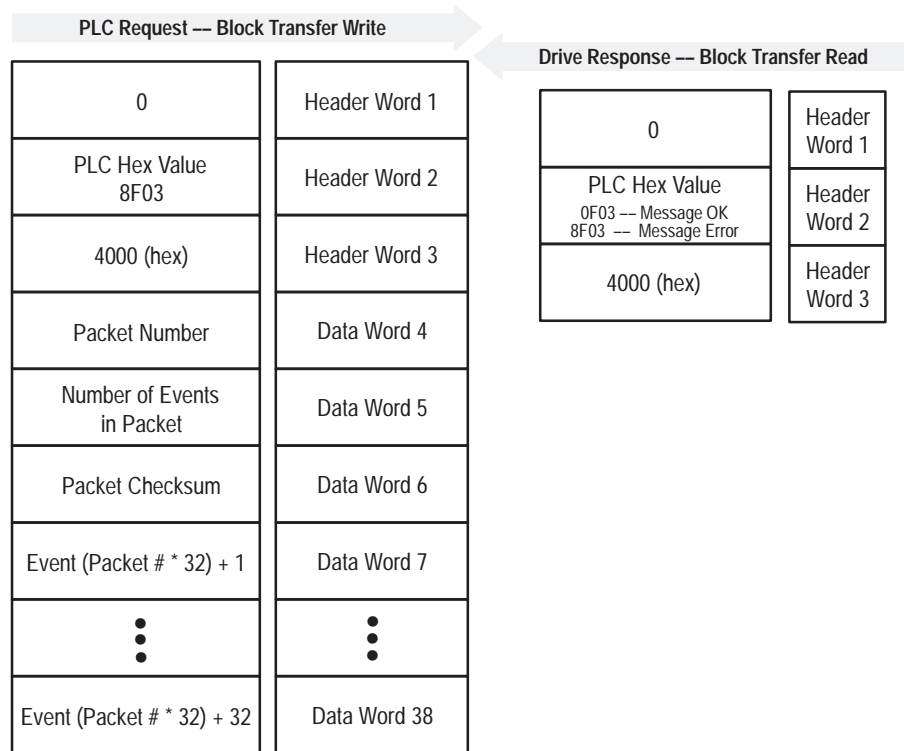 PLC Request –– Block Transfer Write
0
Header Word 1
PLC Hex Value
8F03
Header Word 2
4000 (hex)
Header Word 3
Packet Number
Data Word 4
Number of Events
in Packet
Data Word 5
Packet Checksum
Data Word 6
Event (Packet # * 32) + 1
Data Word 7
Event (Packet # * 32) + 32
Data Word 38
Drive Response –– Block Transfer Read
0
Header
Word 1
PLC Hex Value
0F03 –– Message OK
8F03 –– Message Error
Header
Word 2
4000 (hex)
Header
Word 3